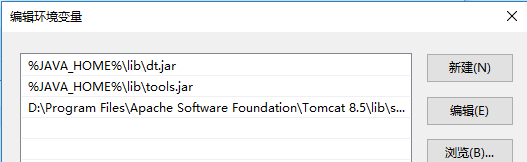 编辑环境变量
%JAVA_HOME%\lib\dt.jar
新建(N)
%JAVA_HOME%\lib\tools.jar
D:\Program Files\Apache Software Foundation\Tomcat 8.5\lib\s...
编辑(E)
浏览(B)...